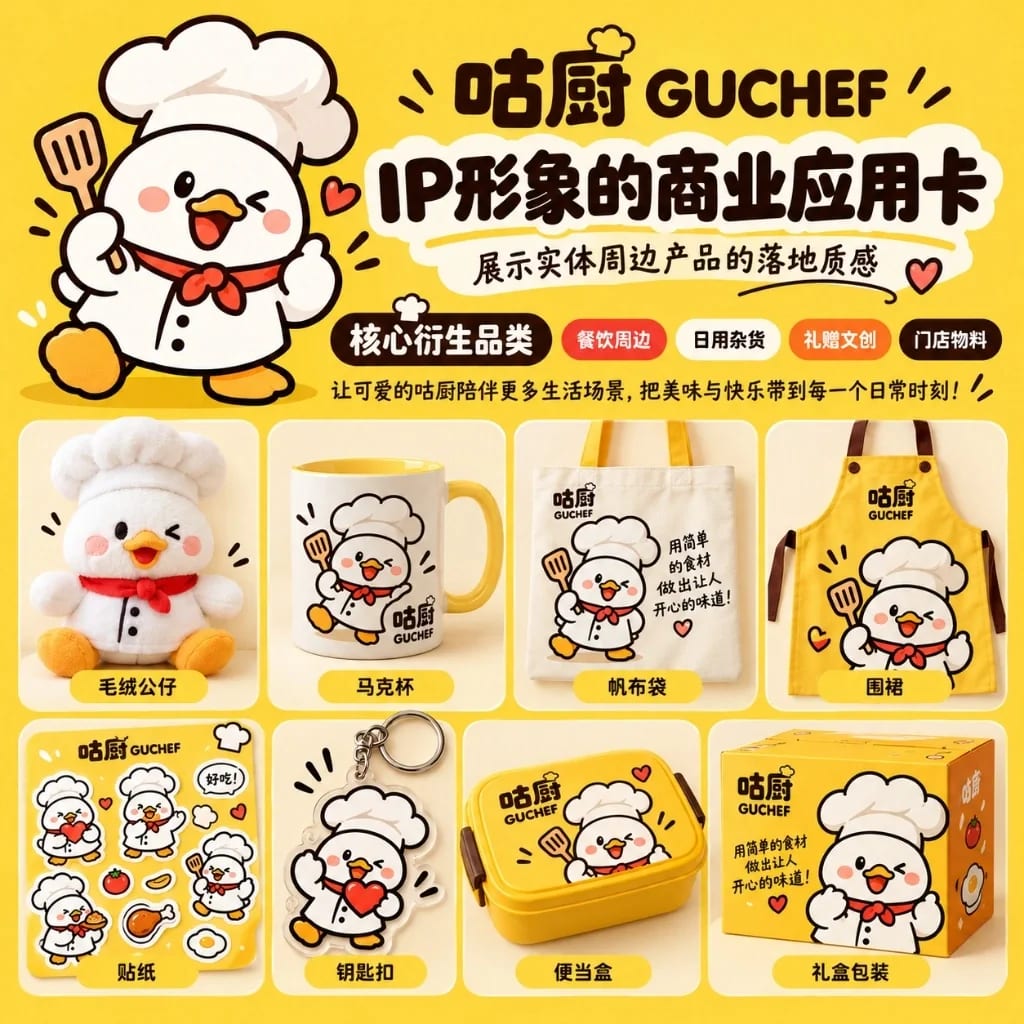 咕厨 GUCHEF
IP形象的商业应用卡
展示实体周边产品的落地质感
核心衍生品类
餐饮周边
日用杂货
礼赠文创
门店物料
让可爱的咕厨陪伴更多生活场景，把美味与快乐带到每一个日常时刻！
毛绒公仔
咕厨
GUCHEF
马克杯
咕厨
GUCHEF
用简单
的食材
做出让人
开心的味道！
帆布袋
咕厨
GUCHEF
围裙
咕厨 GUCHEF
好吃！
贴纸
钥匙扣
咕厨
GUCHEF
便当盒
咕厨
GUCHEF
用简单的食材
做出让人
开心的味道！
咕厨
礼盒包装